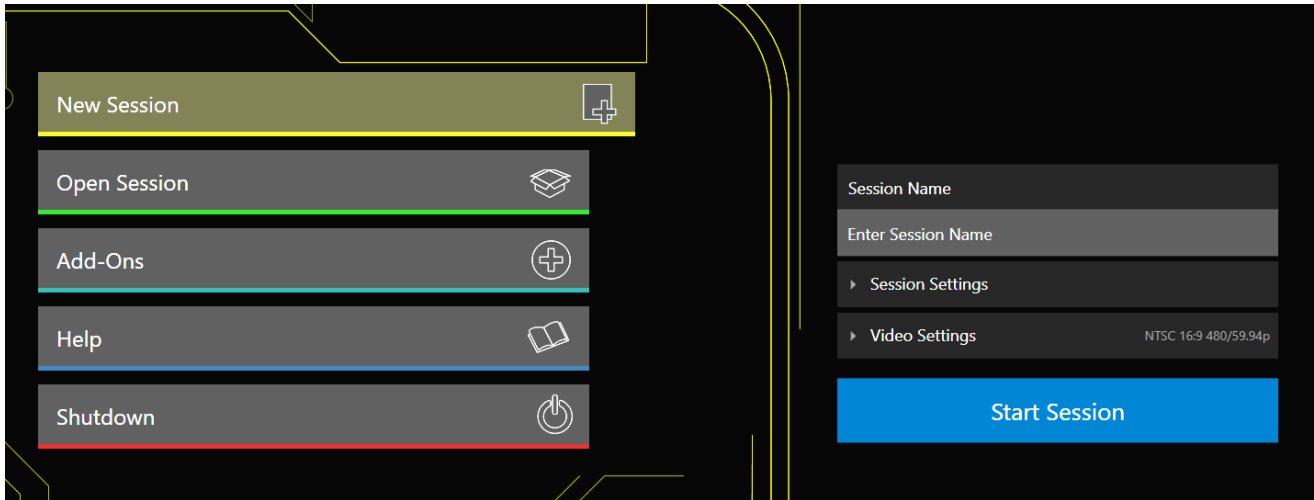 New Session
Open Session
Add-Ons
Help
Shutdown
Session Name
Enter Session Name
Session Settings
Video Settings NTSC 16:9 480/59.94p
Start Session